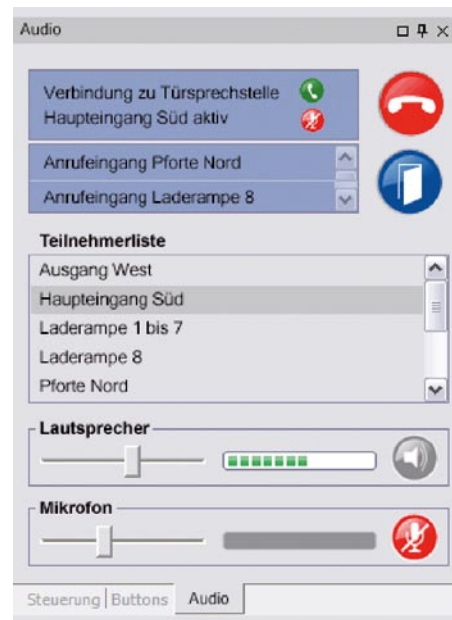 Audio
Verbindung zu Türsprechstelle
Haupteingang Süd aktiv
Anrufeingang Pforte Nord
Anrufeingang Laderampe 8
Teilnehmerliste
Ausgang West
Haupteingang Süd
Laderampe 1 bis 7
Laderampe 8
Pforte Nord
Lautsprecher
Mikrofon
Steuerung Buttons Audio